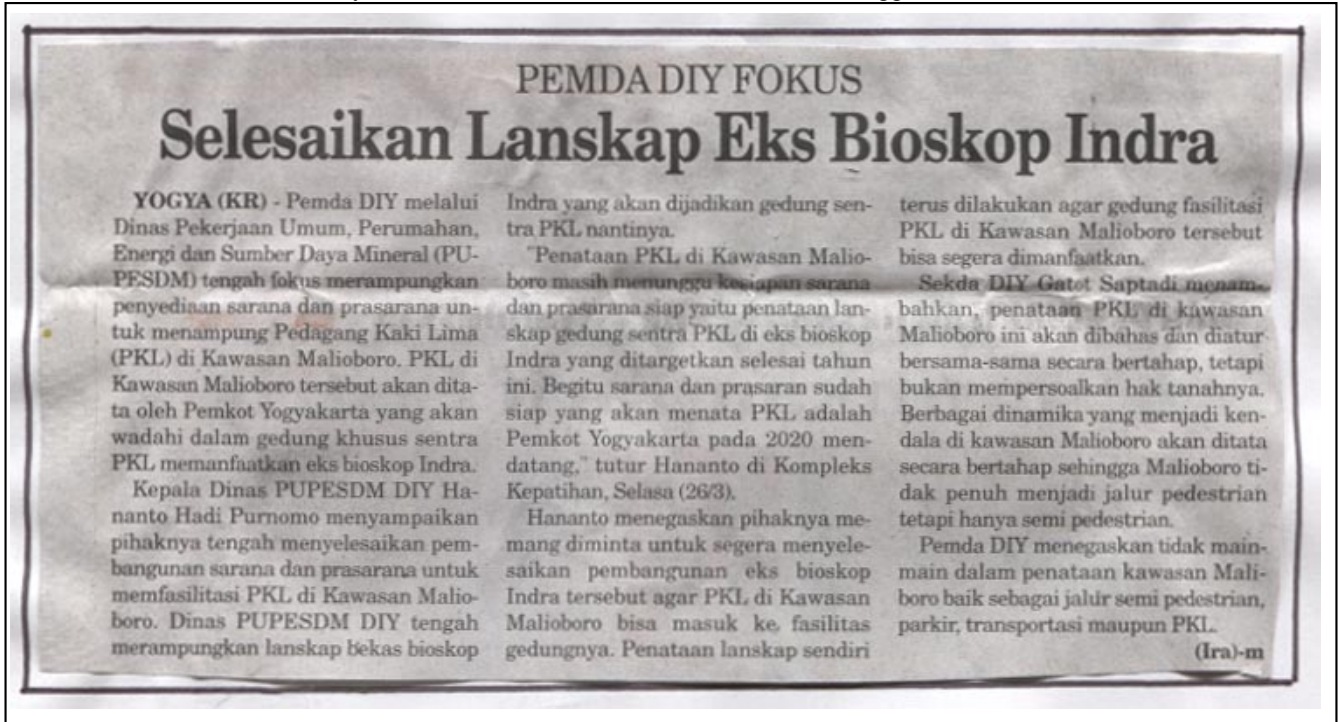 PEMDA DIY FOKUS
Selesaikan Lanskap Eks Bioskop Indra
YOGYA (KR) - Pemda DIY melalui
Dinas Pekerjaan Umum, Perumahan,
Energi dan Sumber Daya Mineral (PU-
PESDM) tengah fokus merampungkan
penyediaan sarana dan prasarana un-
tuk menampung Pedagang Kaki Lima
(PKL) di Kawasan Malioboro. PKL di
Kawasan Malioboro tersebut akan dita-
ta oleh Pemkot Yogyakarta yang akan
wadahi dalam gedung khusus sentra
PKL memanfaatkan eks bioskop Indra.
Kepala Dinas PUPESDM DIY Ha-
nanto Hadi Purnomo menyampaikan
pihaknya tengah menyelesaikan pem-
bangunan sarana dan prasarana untuk
memfasilitasi PKL di Kawasan Malio-
boro. Dinas PUPESDM DIY tengah
merampungkan lanskap bekas bioskop
Indra yang akan dijadikan gedung sen-
tra PKL nantinya.
"Penataan PKL di Kawasan Malio-
boro masih menunggu kesiapan sarana
dan prasarana siap yaitu penataan lan-
skap gedung sentra PKL di eks bioskop
Indra yang ditargetkan selesai tahun
ini. Begitu sarana dan prasaran sudah
siap yang akan menata PKL adalah
Pemkot Yogyakarta pada 2020 men-
datang," tutur Hananto di Kompleks
Kepatihan, Selasa (26/3).
Hananto menegaskan pihaknya me-
mang diminta untuk segera menyele-
saikan pembangunan eks bioskop
Indra tersebut agar PKL di Kawasan
Malioboro bisa masuk ke fasilitas
gedungnya. Penataan lanskap sendiri
terus dilakukan agar gedung fasilitasi
PKL di Kawasan Malioboro tersebut
bisa segera dimanfaatkan.
Sekda DIY Gatot Saptadi menam-
bahkan, penataan PKL di kawasan
Malioboro ini akan dibahas dan diatur
bersama-sama secara bertahap, tetapi
bukan mempersoalkan hak tanahnya.
Berbagai dinamika yang menjadi ken-
dala di kawasan Malioboro akan ditata
secara bertahap sehingga Malioboro ti-
dak penuh menjadi jalur pedestrian
tetapi hanya semi pedestrian.
Pemda DIY menegaskan tidak main-
main dalam penataan kawasan Mali-
boro baik sebagai jalur semi pedestrian,
parkir, transportasi maupun PKL.
(Ira)-m